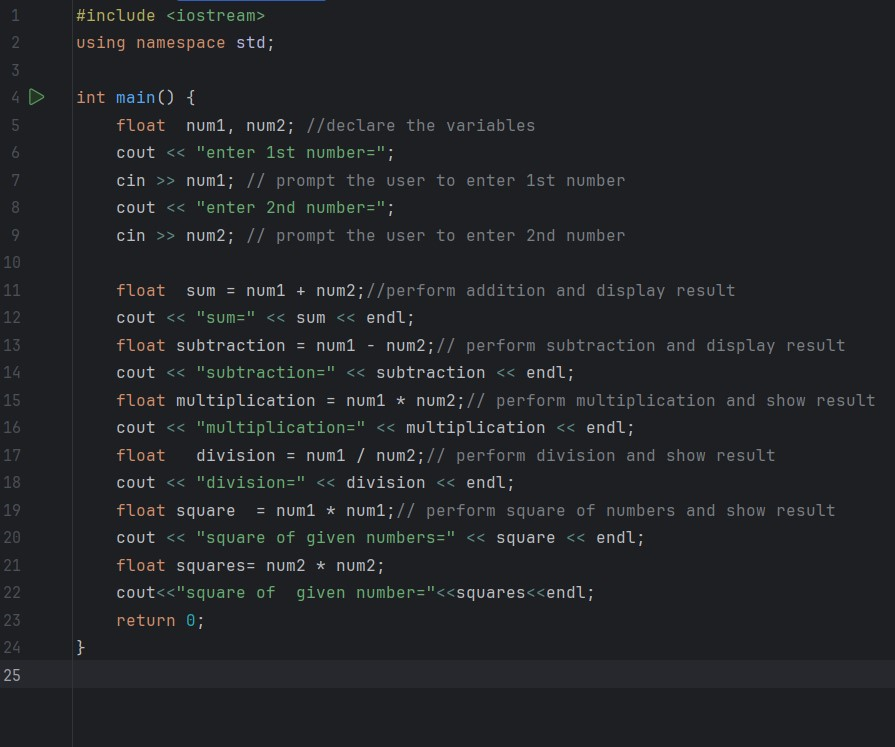 1 #include <iostream>
2 using namespace std;
3
4 int main() {
5     float  num1, num2; //declare the variables
6     cout << "enter 1st number=";
7     cin >> num1; // prompt the user to enter 1st number
8     cout << "enter 2nd number=";
9     cin >> num2; // prompt the user to enter 2nd number
10
11     float  sum = num1 + num2;//perform addition and display result
12     cout << "sum=" << sum << endl;
13     float subtraction = num1 - num2;// perform subtraction and display result
14     cout << "subtraction=" << subtraction << endl;
15     float multiplication = num1 * num2;// perform multiplication and show result
16     cout << "multiplication=" << multiplication << endl;
17     float   division = num1 / num2;// perform division and show result
18     cout << "division=" << division << endl;
19     float square  = num1 * num1;// perform square of numbers and show result
20     cout << "square of given numbers=" << square << endl;
21     float squares= num2 * num2;
22     cout<<"square of  given number="<<squares<<endl;
23     return 0;
24 }
25